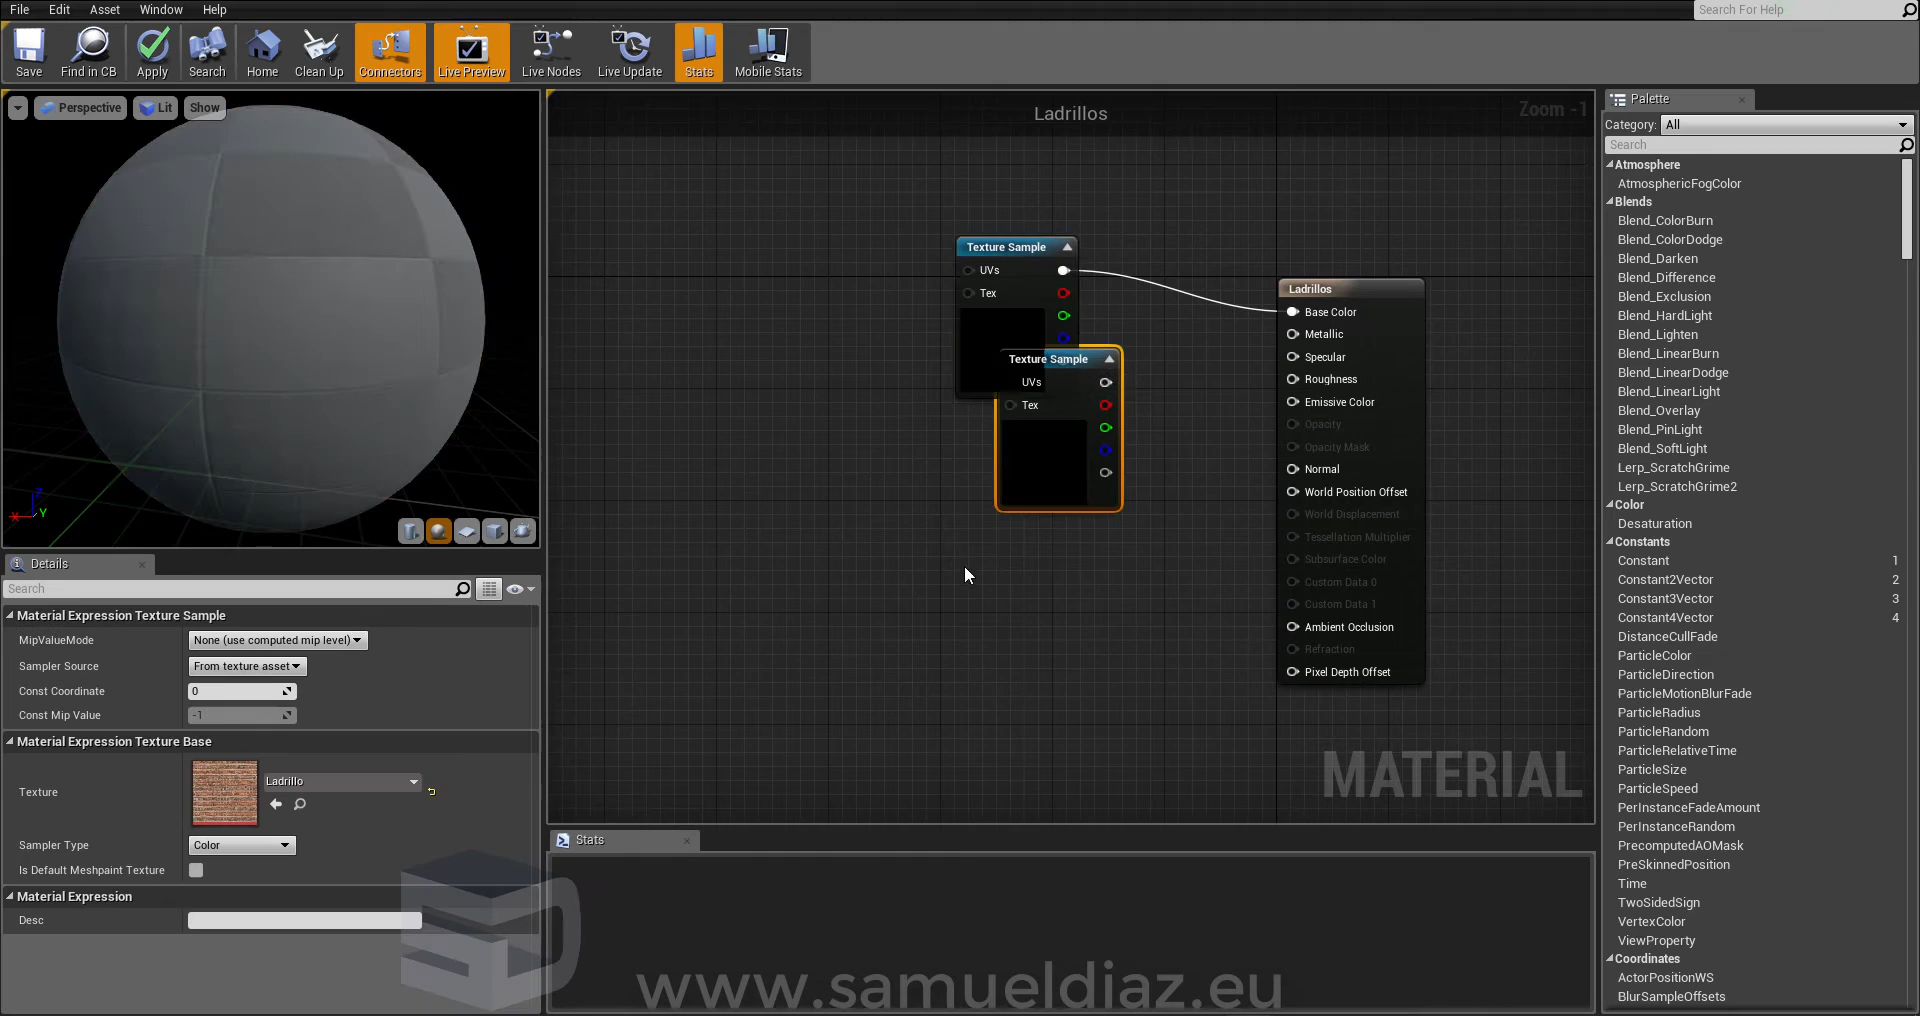 File Edit Asset Window Help
Search For Help
Save Find in CB Apply Search Home Clean Up Connectors Live Preview Live Nodes Live Update Stats Mobile Stats
Perspective Lit Show
Z
X Y
Ladrillos
Zoom -1
Texture Sample
UVs
Tex
Texture Sample
UVs
Tex
Ladrillos
Base Color
Metallic
Specular
Roughness
Emissive Color
Opacity
Opacity Mask
Normal
World Position Offset
World Displacement
Tessellation Multiplier
Subsurface Color
Custom Data 0
Custom Data 1
Ambient Occlusion
Refraction
Pixel Depth Offset
MATERIAL
Details
Search
Material Expression Texture Sample
MipValueMode None (use computed mip level)
Sampler Source From texture asset
Const Coordinate 0
Const Mip Value -1
Material Expression Texture Base
Texture Ladrillo
Sampler Type Color
Is Default Meshpaint Texture
Material Expression
Desc
Stats
Palette
Category: All
Search
Atmosphere
AtmosphericFogColor
Blends
Blend_ColorBurn
Blend_ColorDodge
Blend_Darken
Blend_Difference
Blend_Exclusion
Blend_HardLight
Blend_Lighten
Blend_LinearBurn
Blend_LinearDodge
Blend_LinearLight
Blend_Overlay
Blend_PinLight
Blend_SoftLight
Lerp_ScratchGrime
Lerp_ScratchGrime2
Color
Desaturation
Constants
Constant 1
Constant2Vector 2
Constant3Vector 3
Constant4Vector 4
DistanceCullFade
ParticleColor
ParticleDirection
ParticleMotionBlurFade
ParticleRadius
ParticleRandom
ParticleRelativeTime
ParticleSize
ParticleSpeed
PerInstanceFadeAmount
PerInstanceRandom
PrecomputedAOMask
PreSkinnedPosition
Time
TwoSidedSign
VertexColor
ViewProperty
Coordinates
ActorPositionWS
BlurSampleOffsets
SD
www.samueldiaz.eu